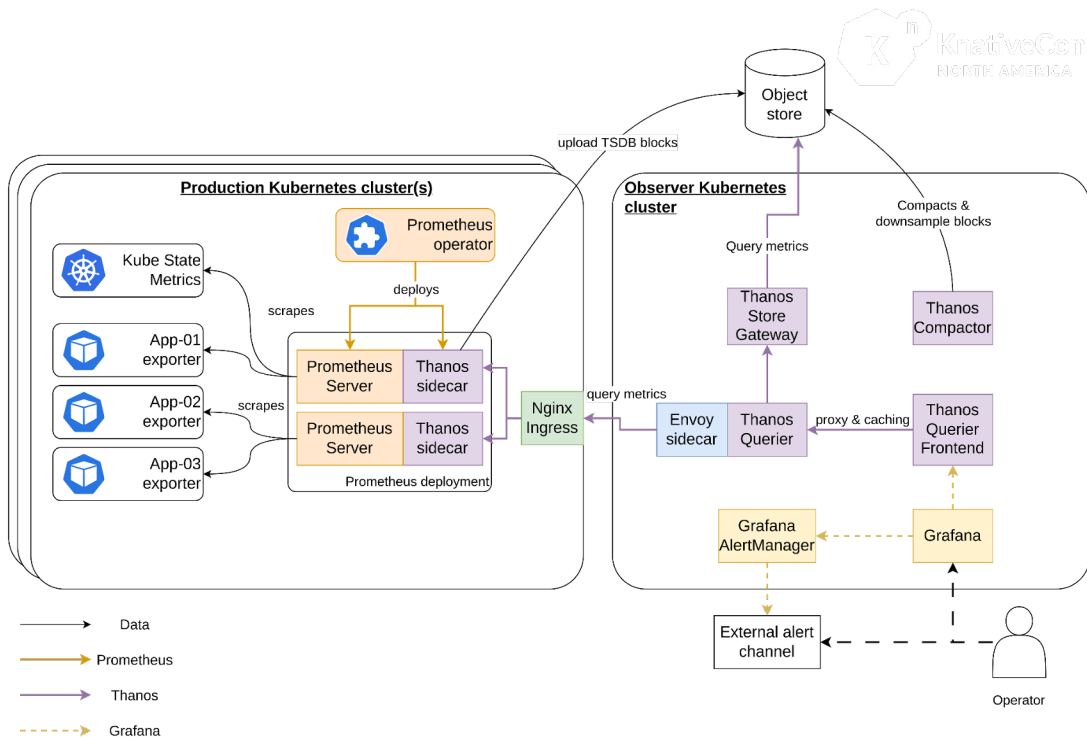 n
K
KnativeCon
NORTH AMERICA
Object
store
upload TSDB blocks
Production Kubernetes cluster(s)
Prometheus
operator
Kube State
Metrics
deploys
scrapes
App-01
exporter
App-02
exporter
App-03
exporter
scrapes
Prometheus
Server
Thanos
sidecar
Prometheus
Server
Thanos
sidecar
Prometheus deployment
Nginx
Ingress
query metrics
Observer Kubernetes
cluster
Compacts &
downsample blocks
Query metrics
Thanos
Store
Gateway
Thanos
Compactor
Envoy
sidecar
Thanos
Querier
proxy & caching
Thanos
Querier
Frontend
Grafana
AlertManager
Grafana
External alert
channel
Operator
Data
Prometheus
Thanos
Grafana